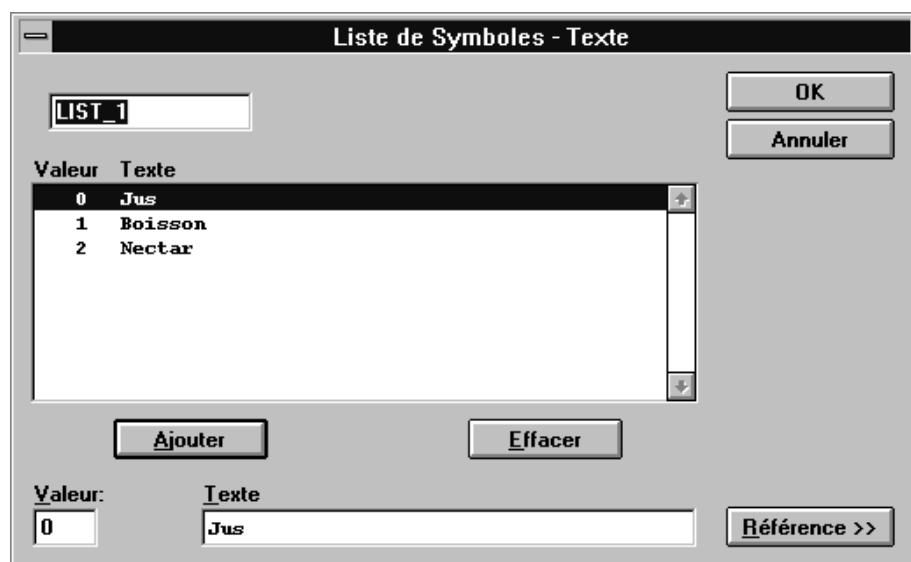 Liste de Symboles - Texte
LIST_1
OK
Annuler
Valeur Texte
0 Jus
1 Boisson
2 Nectar
Ajouter Effacer
Valeur: Texte
0 Jus Référence >>